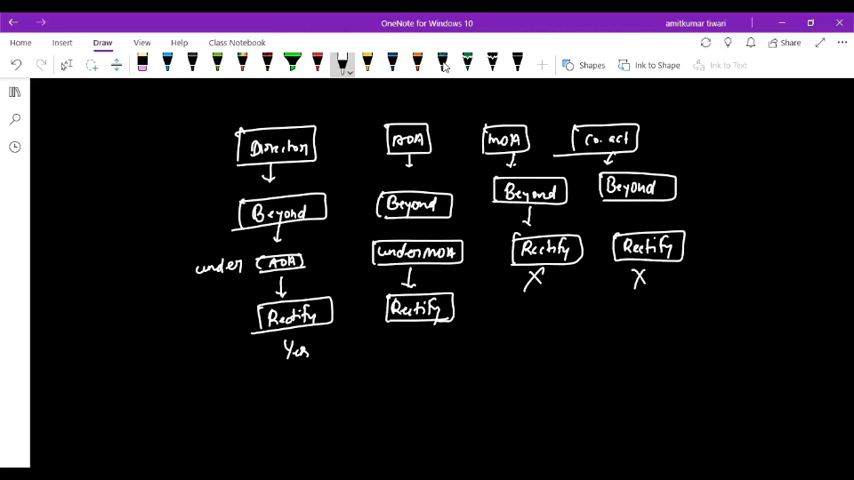 OneNote for Windows 10
amitkumar tiwari
Home Insert Draw View Help Class Notebook
Share
Shapes
Ink to Shape
Ink to Text
Director AOA MOA Co. act
Beyond Beyond Beyond Beyond
under AOA under MOA Rectify Rectify
X X
Rectify Rectify
Yes